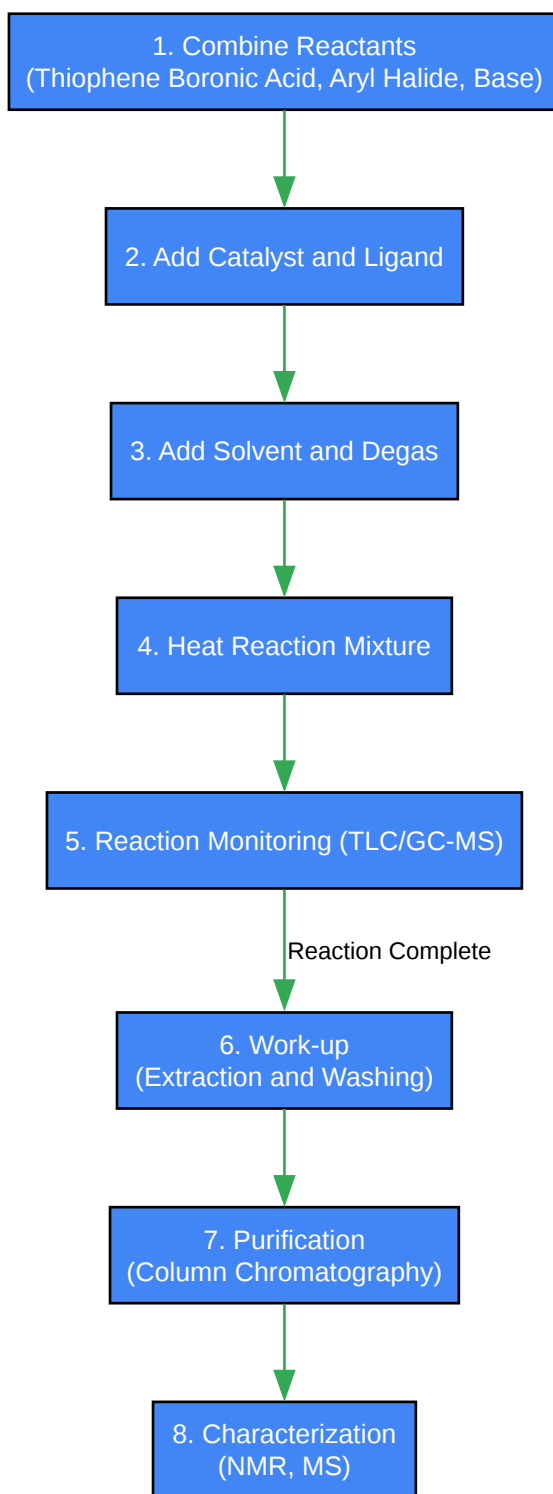 1. Combine Reactants
(Thiophene Boronic Acid, Aryl Halide, Base)
2. Add Catalyst and Ligand
3. Add Solvent and Degas
4. Heat Reaction Mixture
5. Reaction Monitoring (TLC/GC-MS)
Reaction Complete
6. Work-up
(Extraction and Washing)
7. Purification
(Column Chromatography)
8. Characterization
(NMR, MS)